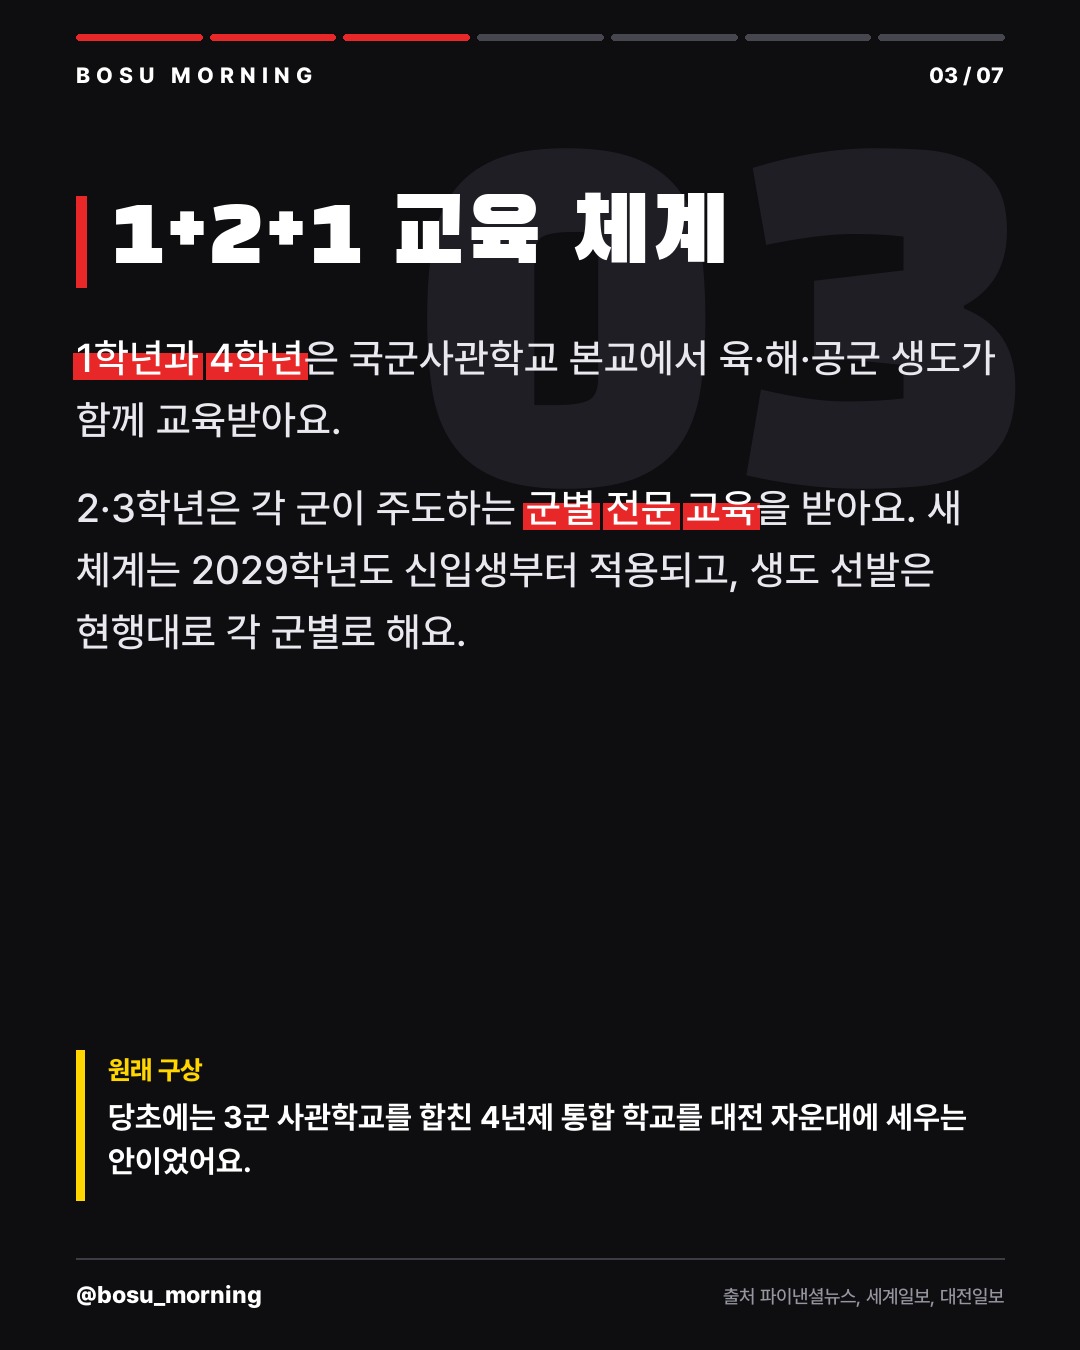 BOSU MORNING
03 / 07
03
1+2+1 교육 체계
1학년과 4학년은 국군사관학교 본교에서 육·해·공군 생도가
함께 교육받아요.
2·3학년은 각 군이 주도하는 군별 전문 교육을 받아요. 새
체계는 2029학년도 신입생부터 적용되고, 생도 선발은
현행대로 각 군별로 해요.
원래 구상
당초에는 3군 사관학교를 합친 4년제 통합 학교를 대전 자운대에 세우는
안이었어요.
@bosu_morning
출처 파이낸셜뉴스, 세계일보, 대전일보